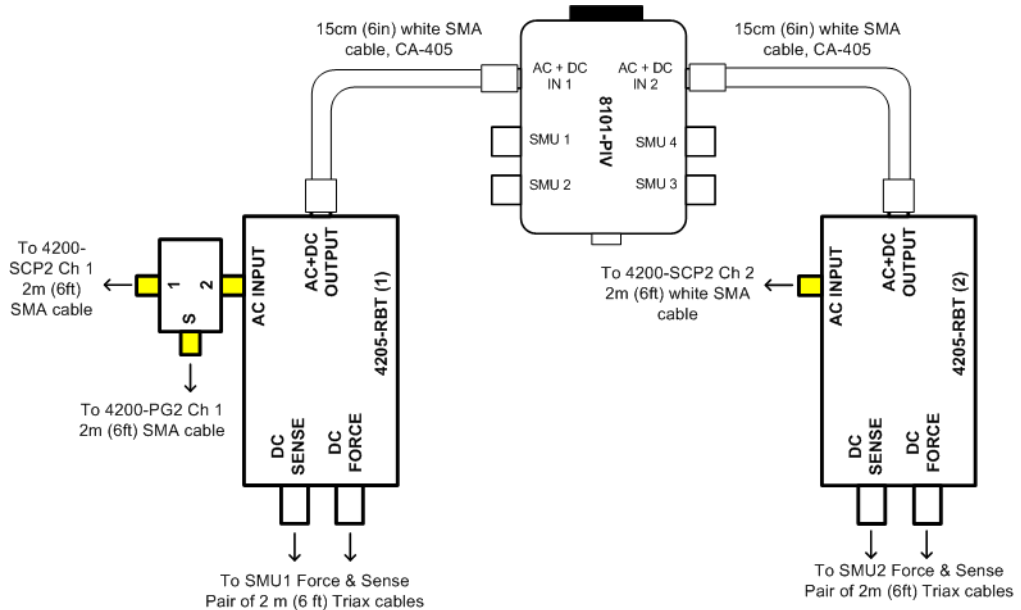 15cm (6in) white SMA
cable, CA-405
15cm (6in) white SMA
cable, CA-405
AC + DC
IN 1
AC + DC
IN 2
8101-PIV
SMU 1
SMU 4
SMU 2
SMU 3
To 4200-
SCP2 Ch 1
2m (6ft)
SMA cable
1
2
S
AC INPUT
AC+DC
OUTPUT
4205-RBT (1)
DC
SENSE
DC
FORCE
To 4200-PG2 Ch 1
2m (6ft) SMA cable
To SMU1 Force & Sense
Pair of 2 m (6 ft) Triax cables
To 4200-SCP2 Ch 2
2m (6ft) white SMA
cable
AC INPUT
AC+DC
OUTPUT
4205-RBT (2)
DC
SENSE
DC
FORCE
To SMU2 Force & Sense
Pair of 2m (6ft) Triax cables